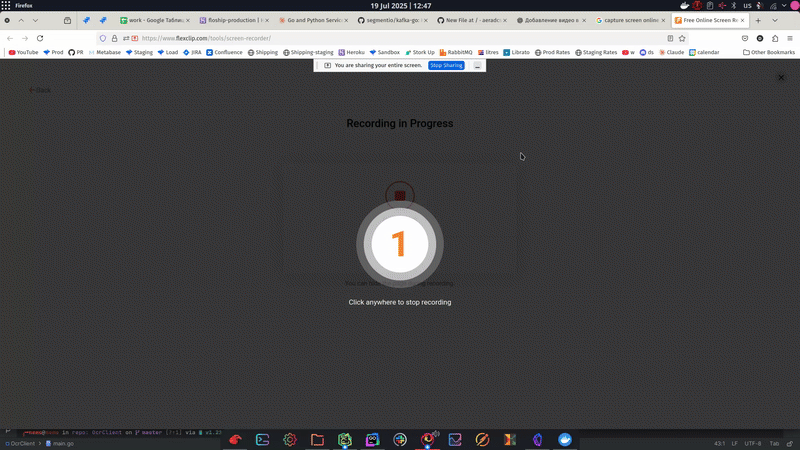 Firefox
19 Jul 2025 | 12:47
US
work - Google Таблиц
floship-production |
Go and Python Servic
segmentio/kafka-go:
New File at / - aerado
Добавление видео в
capture screen online
Free Online Screen Re
https://www.flexclip.com/tools/screen-recorder/
YouTube Prod PR Metabase Staging Load JIRA Confluence Shipping Shipping-staging Heroku Sandbox Stork Up RabbitMQ litres Librato Prod Rates Staging Rates w ds Claude calendar Other Bookmarks
You are sharing your entire screen. Stop Sharing
Back
Recording in Progress
1
Click anywhere to stop recording
in repo: OcrClient on master [?⇡1] via v1.23
OcrClient > main.go
43:1 LF UTF-8 Tab